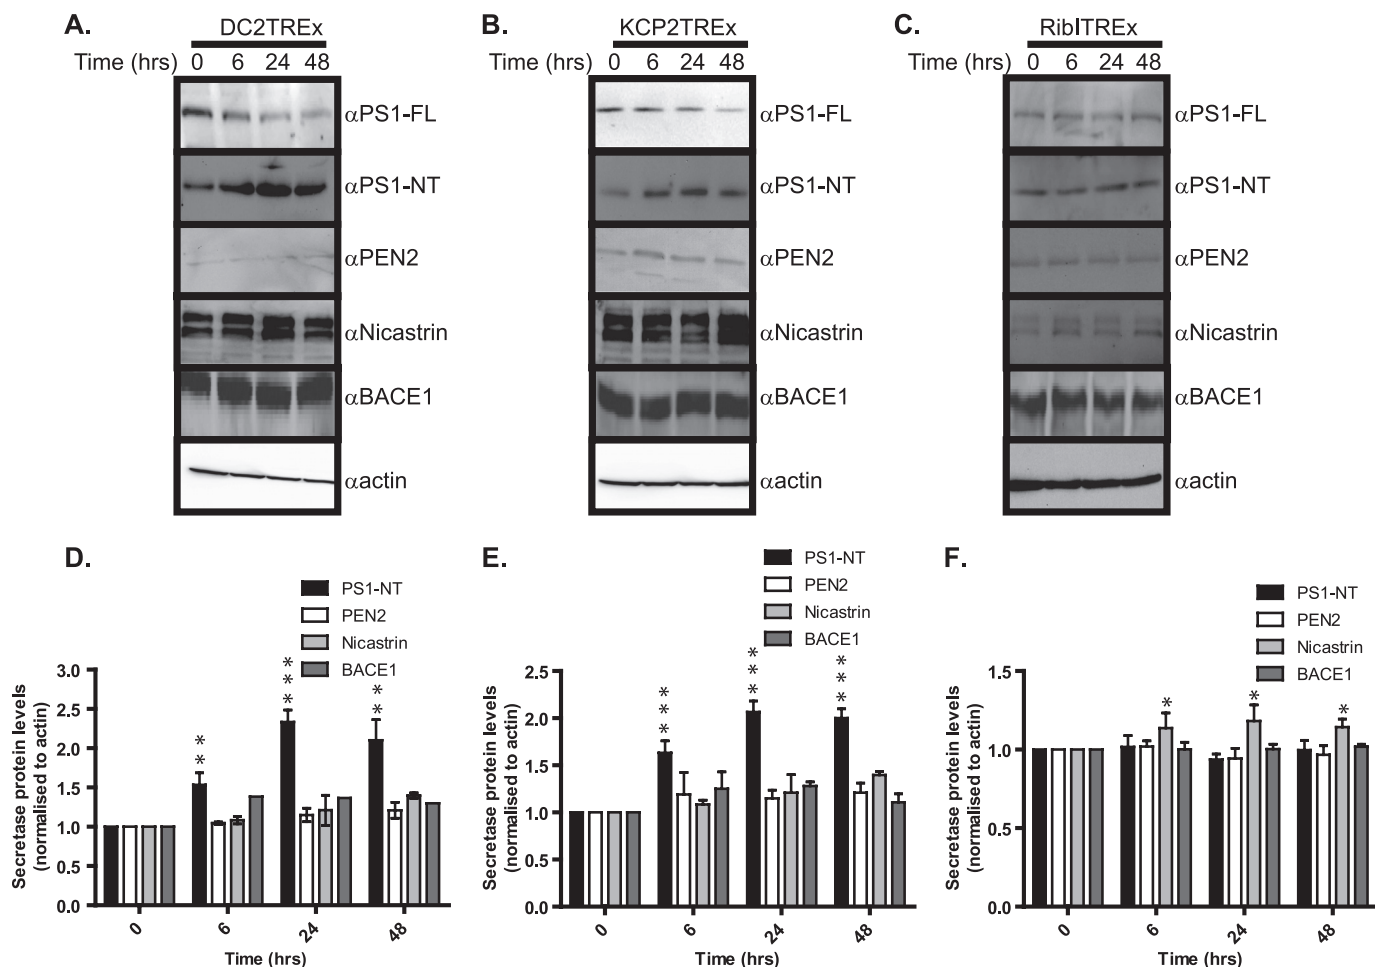 A.
DC2TREx
Time (hrs) 0 6 24 48
αPS1-FL
αPS1-NT
αPEN2
αNicastrin
αBACE1
αactin
B.
KCP2TREx
Time (hrs) 0 6 24 48
αPS1-FL
αPS1-NT
αPEN2
αNicastrin
αBACE1
αactin
C.
RibITREx
Time (hrs) 0 6 24 48
αPS1-FL
αPS1-NT
αPEN2
αNicastrin
αBACE1
αactin
D.
PS1-NT
PEN2
Nicastrin
BACE1
Secretase protein levels
(normalised to actin)
3.0
2.5
2.0
1.5
1.0
0.5
0.0
**
***
**
0 6 24 48
Time (hrs)
E.
PS1-NT
PEN2
Nicastrin
BACE1
Secretase protein levels
(normalised to actin)
2.5
2.0
1.5
1.0
0.5
0.0
***
***
***
0 6 24 48
Time (hrs)
F.
PS1-NT
PEN2
Nicastrin
BACE1
Secretase protein levels
(normalised to actin)
1.5
1.0
0.5
0.0
*
*
*
0 6 24 48
Time (hrs)